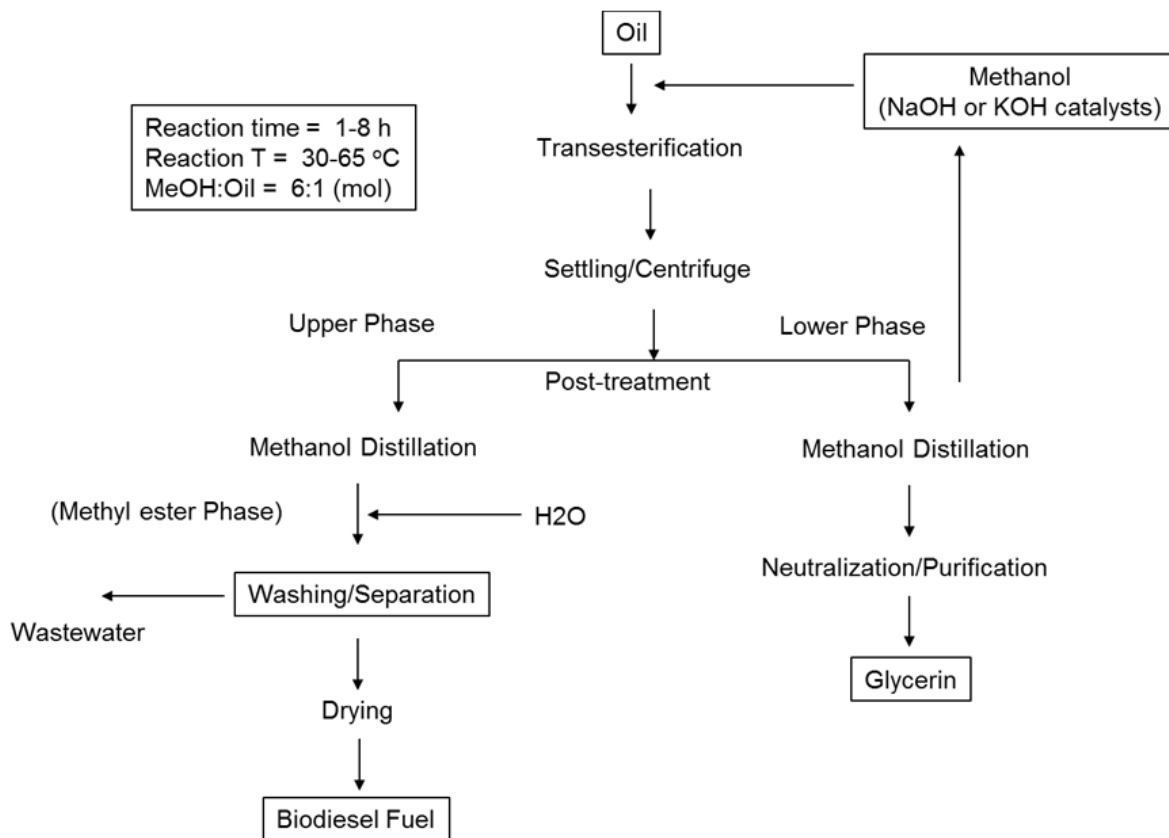 Oil
Methanol
(NaOH or KOH catalysts)
Reaction time = 1-8 h
Reaction T = 30-65 ºC
MeOH:Oil = 6:1 (mol)
Transesterification
Settling/Centrifuge
Upper Phase
Lower Phase
Post-treatment
Methanol Distillation
Methanol Distillation
(Methyl ester Phase)
H2O
Neutralization/Purification
Washing/Separation
Wastewater
Glycerin
Drying
Biodiesel Fuel